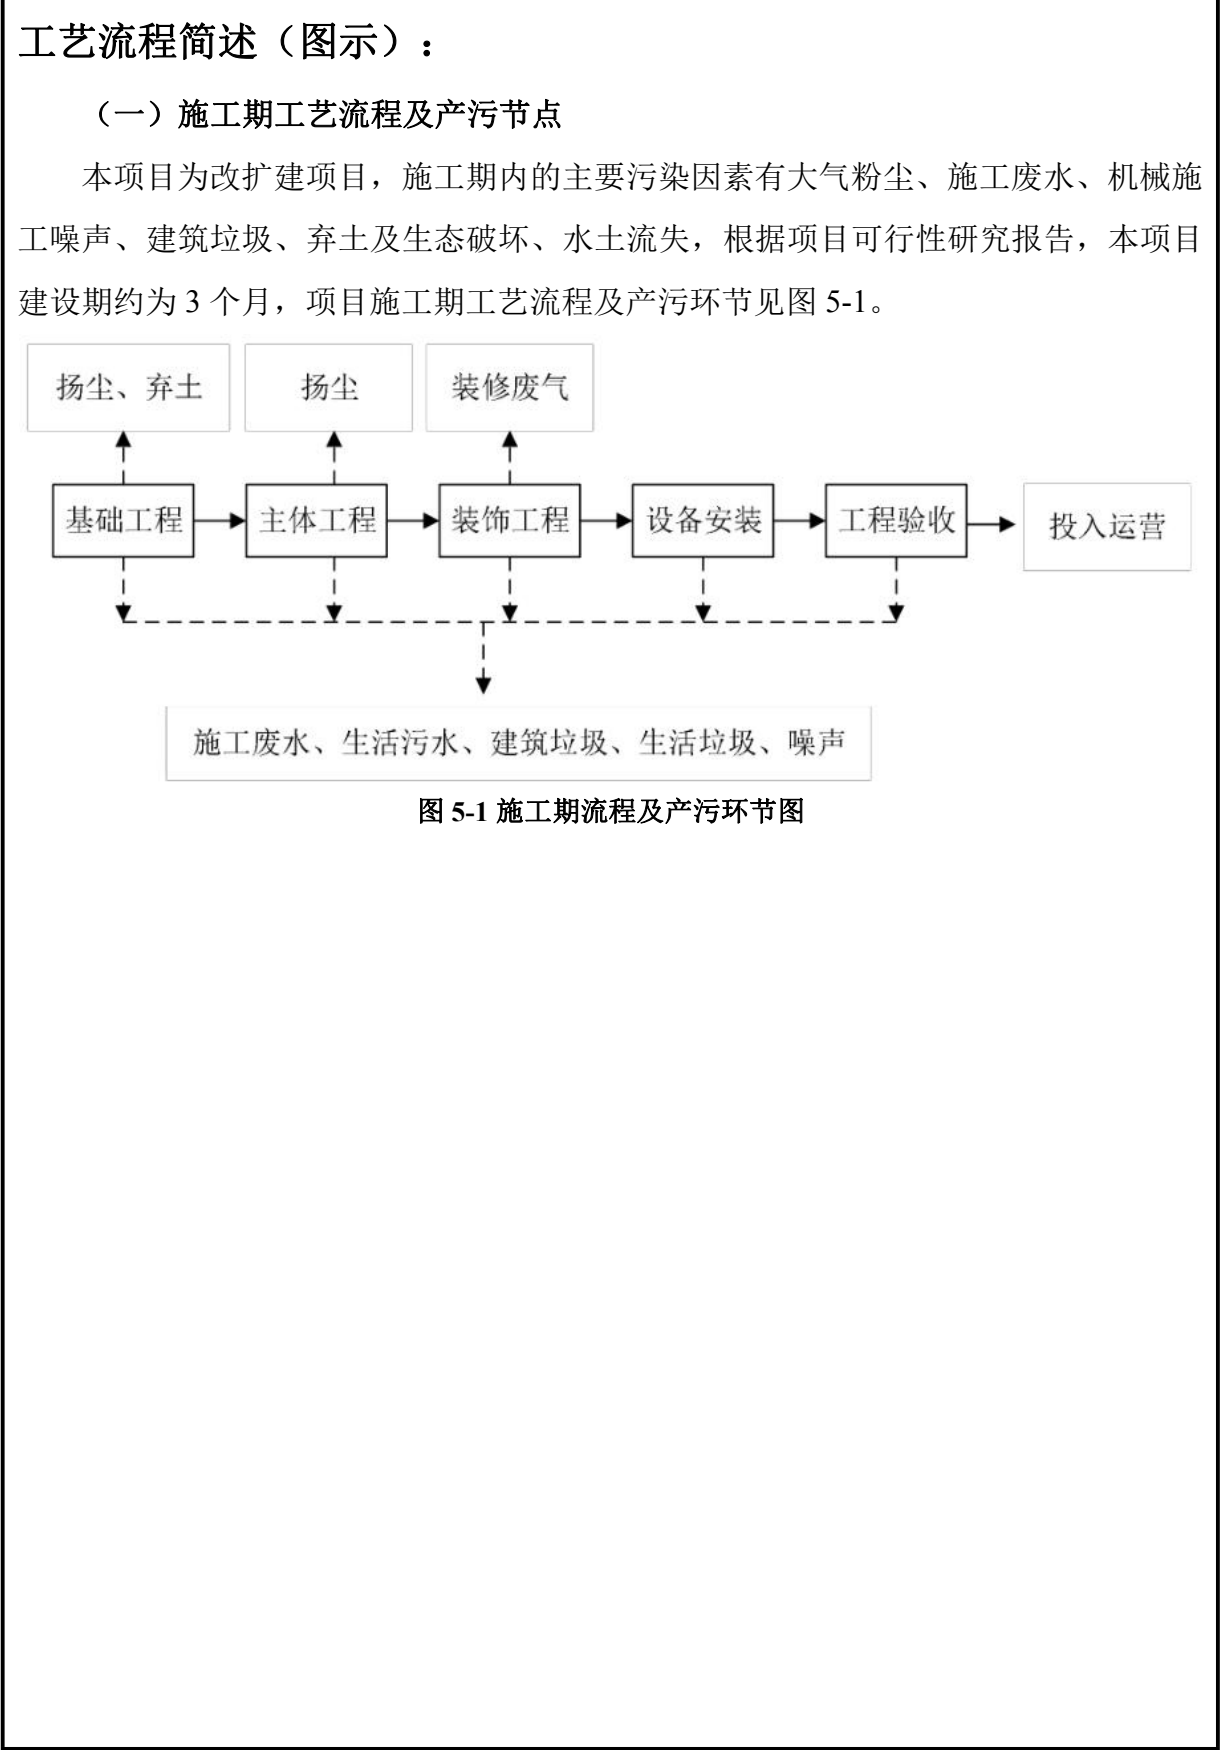 工艺流程简述（图示）：
（一）施工期工艺流程及产污节点
本项目为改扩建项目，施工期内的主要污染因素有大气粉尘、施工废水、机械施
工噪声、建筑垃圾、弃土及生态破坏、水土流失，根据项目可行性研究报告，本项目
建设期约为 3 个月，项目施工期工艺流程及产污环节见图 5-1。
扬尘、弃土 扬尘 装修废气
基础工程 主体工程 装饰工程 设备安装 工程验收 投入运营
施工废水、生活污水、建筑垃圾、生活垃圾、噪声
图 5-1 施工期流程及产污环节图